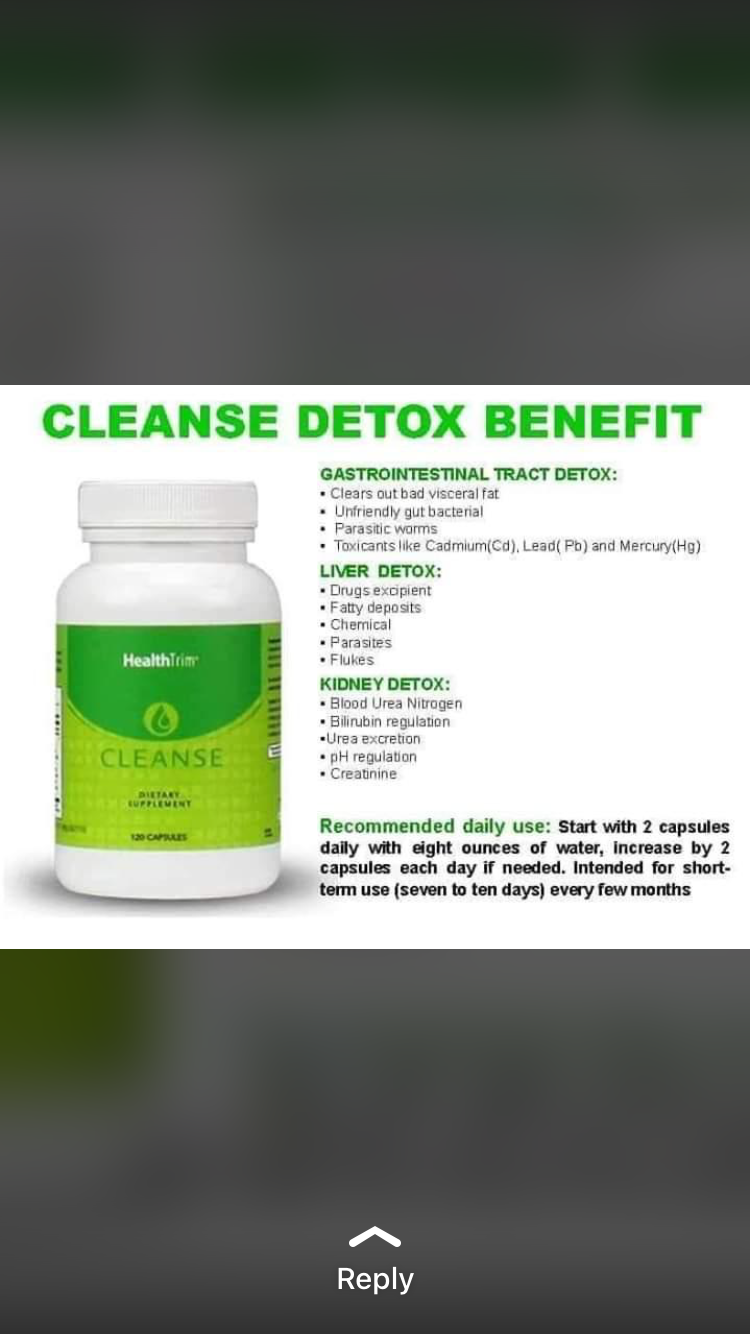 CLEANSE DETOX BENEFIT
GASTROINTESTINAL TRACT DETOX:
• Clears out bad visceral fat
• Unfriendly gut bacterial
• Parasitic worms
• Toxicants like Cadmium(Cd), Lead( Pb) and Mercury(Hg)
LIVER DETOX:
• Drugs excipient
• Fatty deposits
• Chemical
• Parasites
• Flukes
KIDNEY DETOX:
• Blood Urea Nitrogen
• Bilirubin regulation
•Urea excretion
• pH regulation
• Creatinine
HealthTrim
CLEANSE
DIETARY
SUPPLEMENT
120 CAPSULES
Recommended daily use: Start with 2 capsules
daily with eight ounces of water, increase by 2
capsules each day if needed. Intended for short-
term use (seven to ten days) every few months
Reply